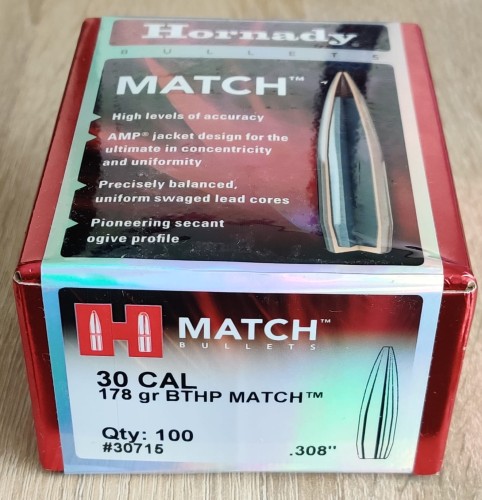 Hornady
BULLETS
MATCH™
High levels of accuracy
AMP® jacket design for the
ultimate in concentricity
and uniformity
Precisely balanced,
uniform swaged lead cores
Pioneering secant
ogive profile
H MATCH™
BULLETS
30 CAL
178 gr BTHP MATCH™
Qty: 100
#30715 .308"